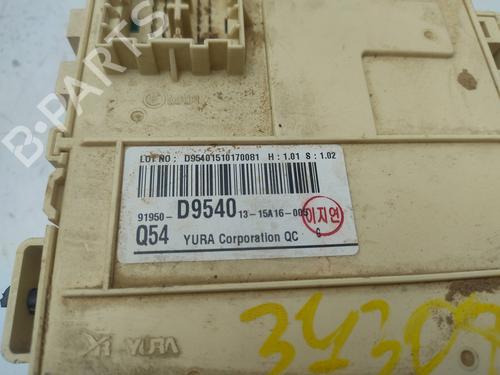 LOT NO : D95401510170081 H : 1.01 S : 1.02
91950-D9540 13-15A16-005
Q54 YURA Corporation QC
이지연
6
YURA
B-PARTS